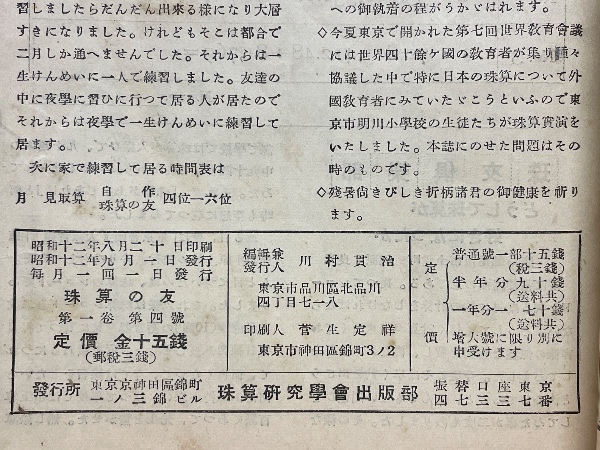 習しましたらだんだん出來る樣になり大層
すきになりました。けれどもそこは都合で
二月しか通へませんでした。それからは一
生けんめいに一人で練習しました。友達の
中に夜學に習ひに行つて居る人が居たので
それからは夜學で一生けんめいに練習して
居ます。
次に家で練習して居る時間表は
月 見取算 自作 珠算の友 四位—六位
への御執着の程がうかゞはれます。
◇今夏東京で開かれた第七回世界敎育會議
には世界四十餘ケ國の敎育者が集り種々
協議した中で特に日本の珠算について外
國敎育者にみていたゞこうといふので東
京市明川小學校の生徒たちが珠算實演を
いたしました。本誌にのせた問題はその
時のものです。
◇殘暑尙きびしき折柄諸君の御健康を祈り
ます。
昭和十二年八月二十日印刷
昭和十二年九月一日發行
每月一回一日發行
珠算の友
第一卷 第四號
定價 金十五錢
(郵稅三錢)
編輯兼
發行人 川村貫治
東京市品川區北品川
四丁目七一八
印刷人 菅生定祥
東京市神田區錦町3ノ2
定價
普通號一部十五錢
(稅三錢)
半年分 九十錢
(送料共)
一年分一 七十錢
(送料共)
增大號に限り別に
申受けます。
發行所 東京京神田區錦町
一ノ三錦ビル
珠算硏究學會出版部
振替口座東京
四七三三七番